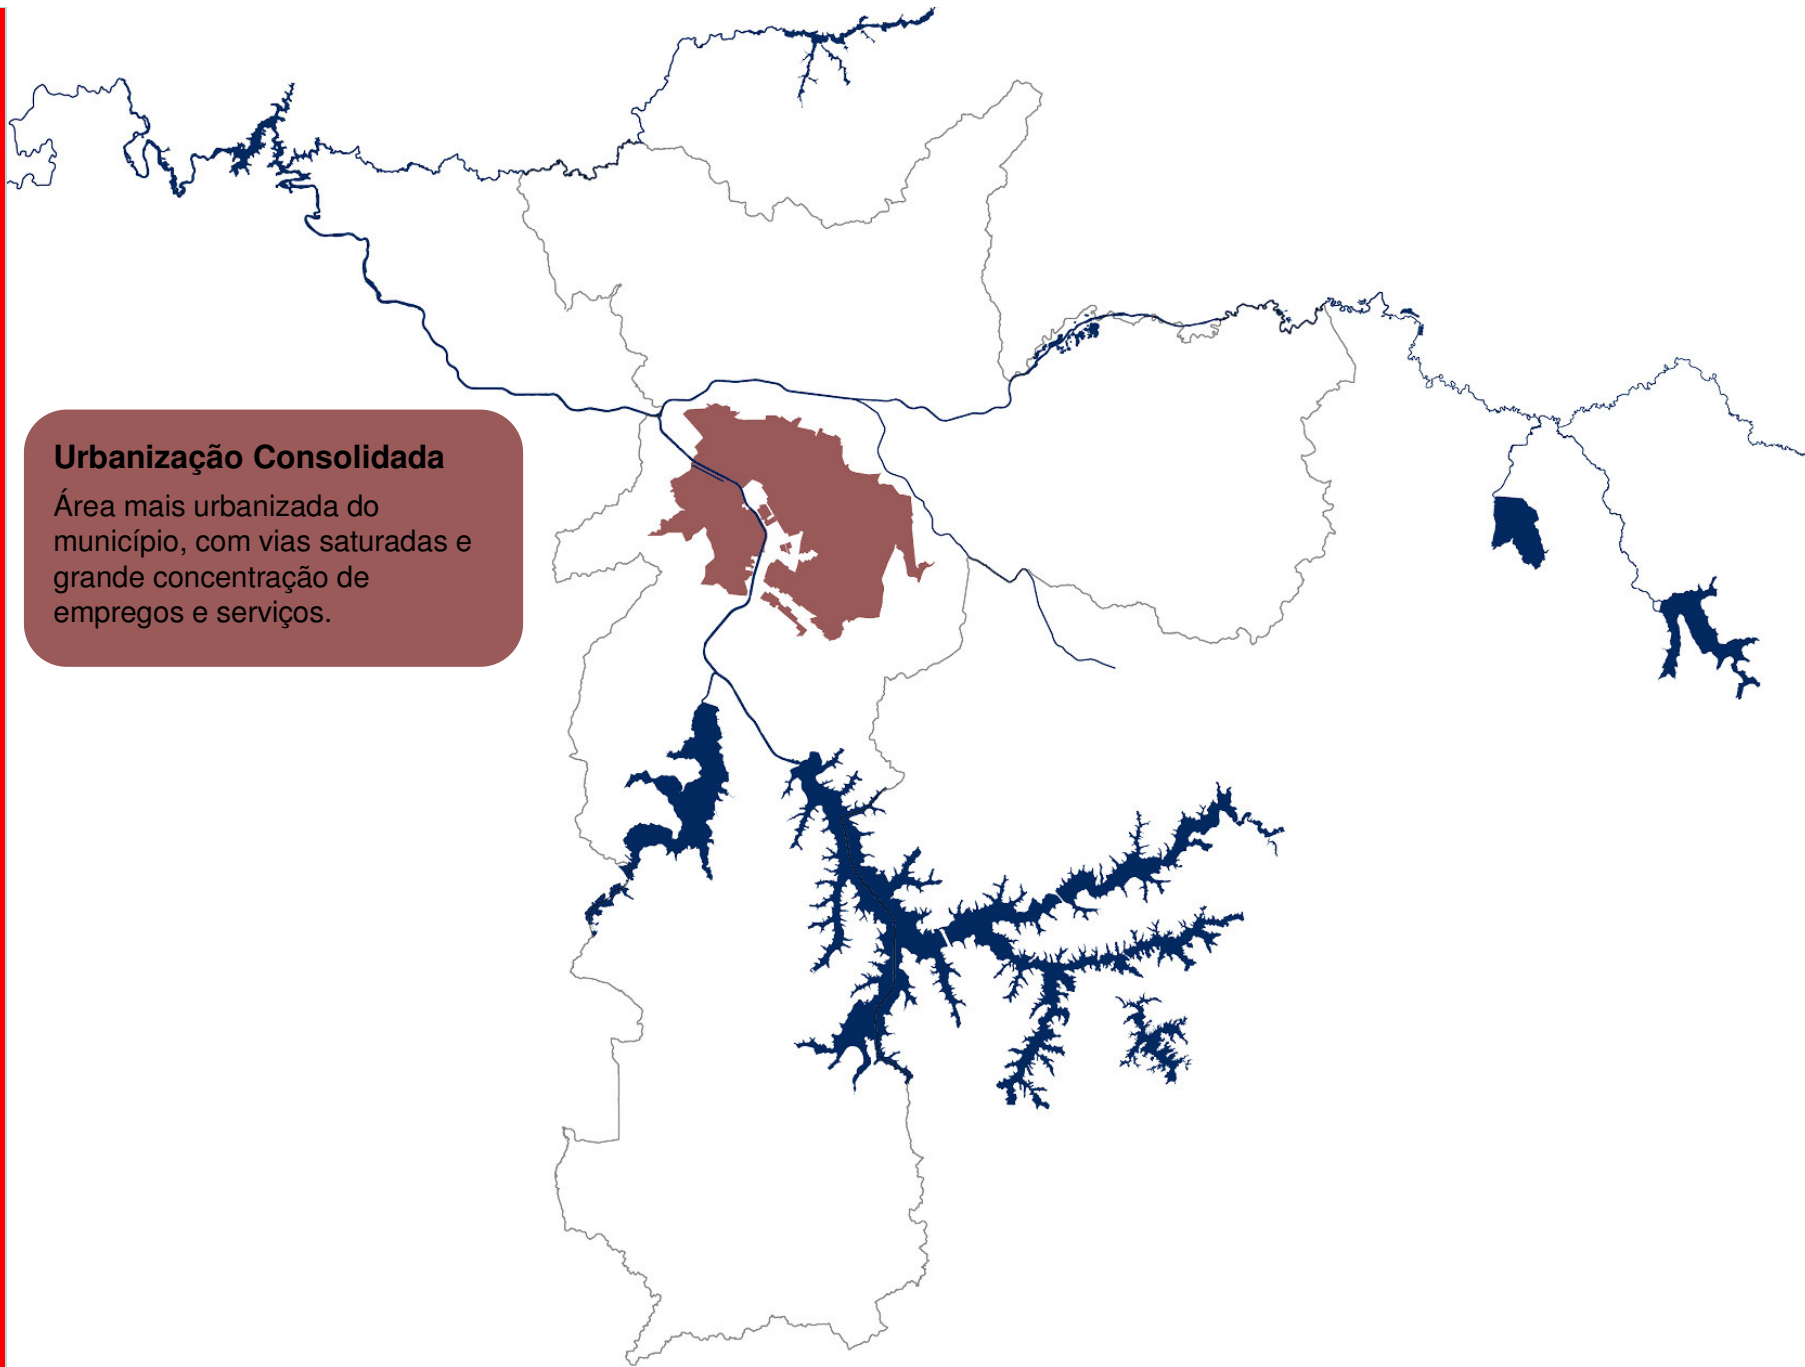 Urbanização Consolidada
Área mais urbanizada do
município, com vias saturadas e
grande concentração de
empregos e serviços.